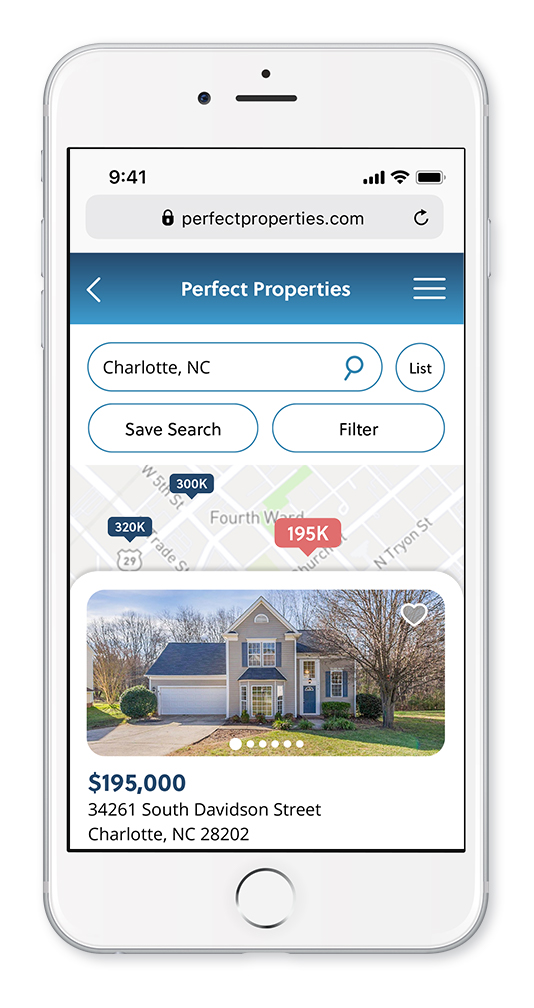 9:41
perfectproperties.com
Perfect Properties
Charlotte, NC
List
Save Search
Filter
W 5th St
300K
Fourth Ward
320K
195K
Trade St
29
Church St
N Tryon St
$195,000
34261 South Davidson Street
Charlotte, NC 28202